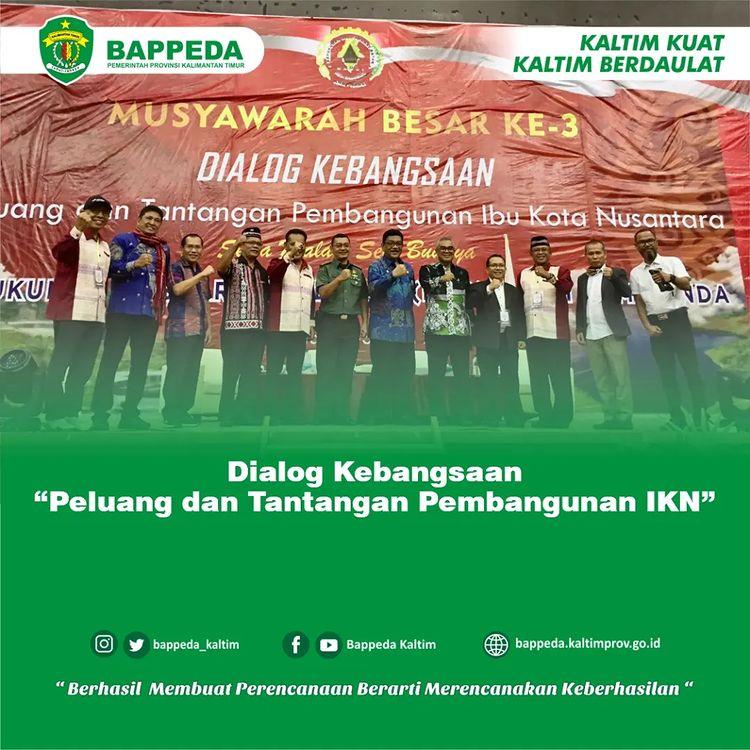 BAPPEDA
PEMERINTAH PROVINSI KALIMANTAN TIMUR
KALTIM KUAT
KALTIM BERDAULAT
MUSYAWARAH BESAR KE-3
DIALOG KEBANGSAAN
Tantangan Pembangunan Ibu Kota Nusantara
Dialog Kebangsaan
“Peluang dan Tantangan Pembangunan IKN”
bappeda_kaltim
Bappeda Kaltim
bappeda.kaltimprov.go.id
“ Berhasil Membuat Perencanaan Berarti Merencanakan Keberhasilan “